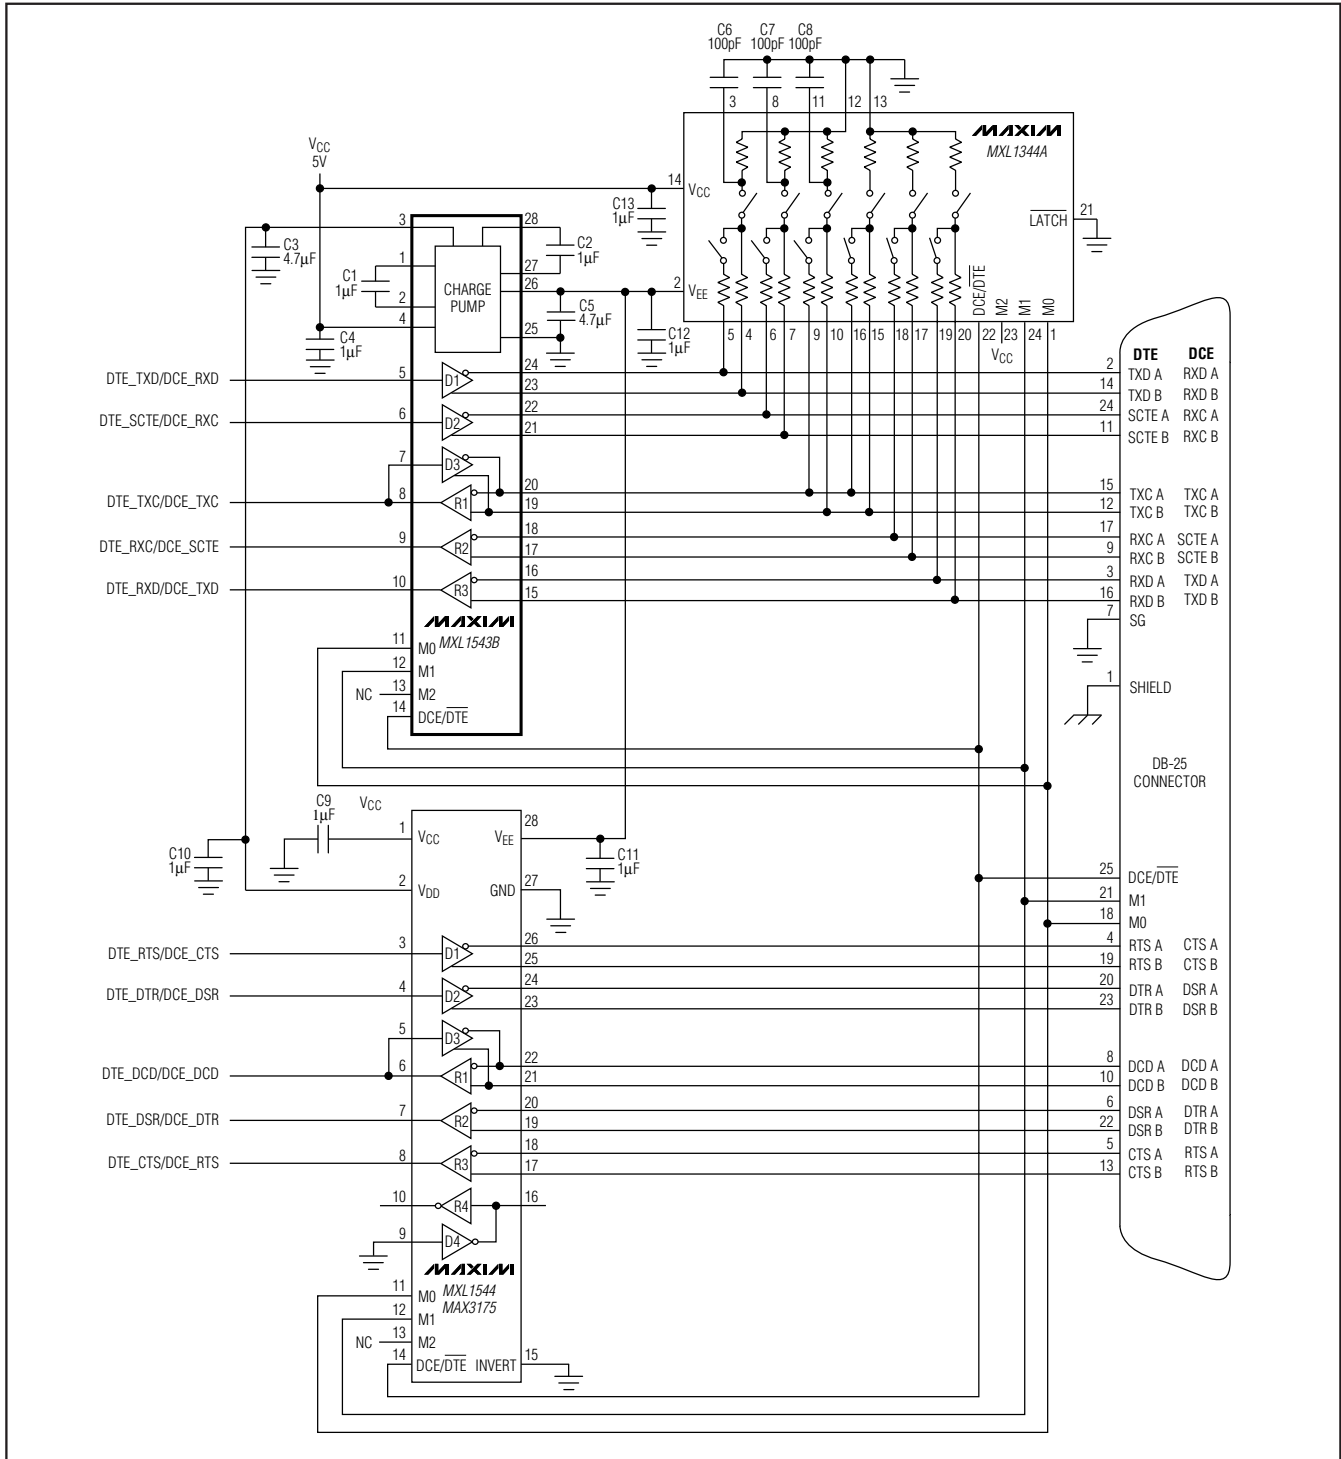 C6 C7 C8
100pF 100pF 100pF
3 8 11 12 13
MAXIM
MXL1344A
VCC
5V
14 VCC
C13
1µF
LATCH 21
3 28
C3
4.7µF
C2
1µF
1 27
C1
1µF
CHARGE
PUMP
26
2 VEE
2
C5
4.7µF
4 25
C4
1µF
C12
1µF
DCE/DTE M2 M1 M0
5 4 6 7 9 10 16 15 18 17 19 20 22 23 24 1
VCC
DTE DCE
DTE_TXD/DCE_RXD 5 D1 24 2 TXD A RXD A
23 14 TXD B RXD B
DTE_SCTE/DCE_RXC 6 D2 22 24 SCTE A RXC A
21 11 SCTE B RXC B
7 D3
DTE_TXC/DCE_TXC 8 R1 20 15 TXC A TXC A
19 12 TXC B TXC B
DTE_RXC/DCE_SCTE 9 R2 18 17 RXC A SCTE A
17 9 RXC B SCTE B
DTE_RXD/DCE_TXD 10 R3 16 3 RXD A TXD A
15 16 RXD B TXD B
7 SG
MAXIM
MXL1543B
11 M0
12 M1
NC 13 M2
14 DCE/DTE
1 SHIELD
DB-25
CONNECTOR
C9
1µF
VCC
1 VCC VEE 28
C10
1µF
C11
1µF
2 VDD GND 27
25 DCE/DTE
21 M1
18 M0
DTE_RTS/DCE_CTS 3 D1 26 4 RTS A CTS A
25 19 RTS B CTS B
DTE_DTR/DCE_DSR 4 D2 24 20 DTR A DSR A
23 23 DTR B DSR B
5 D3
DTE_DCD/DCE_DCD 6 R1 22 8 DCD A DCD A
21 10 DCD B DCD B
DTE_DSR/DCE_DTR 7 R2 20 6 DSR A DTR A
19 22 DSR B DTR B
DTE_CTS/DCE_RTS 8 R3 18 5 CTS A RTS A
17 13 CTS B RTS B
10 R4 16
9 D4
MAXIM
MXL1544
MAX3175
11 M0
12 M1
NC 13 M2
14 DCE/DTE INVERT 15